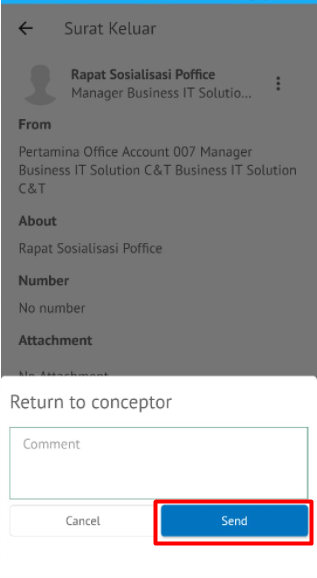 Surat Keluar
Rapat Sosialisasi Poffice
Manager Business IT Solutio...
From
Pertamina Office Account 007 Manager
Business IT Solution C&T Business IT Solution
C&T
About
Rapat Sosialisasi Poffice
Number
No number
Attachment
No Attachment
Return to conceptor
Comment
Cancel
Send